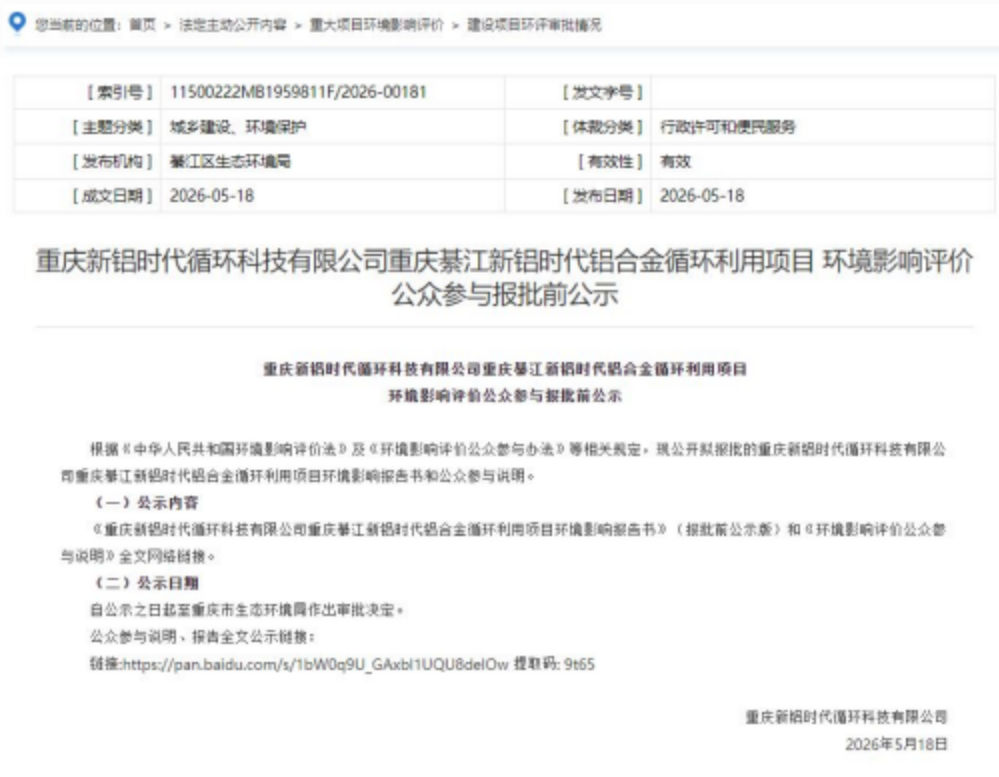 您当前的位置：首页 > 法定主动公开内容 > 重大项目环境影响评价 > 建设项目环评审批情况
[ 索引号 ] 11500222MB1959811F/2026-00181 [ 发文字号 ]
[ 主题分类 ] 城乡建设、环境保护 [ 体裁分类 ] 行政许可和便民服务
[ 发布机构 ] 綦江区生态环境局 [ 有效性 ] 有效
[ 成文日期 ] 2026-05-18 [ 发布日期 ] 2026-05-18
重庆新铝时代循环科技有限公司重庆綦江新铝时代铝合金循环利用项目 环境影响评价
公众参与报批前公示
重庆新铝时代循环科技有限公司重庆綦江新铝时代铝合金循环利用项目
环境影响评价公众参与报批前公示
根据《中华人民共和国环境影响评价法》及《环境影响评价公众参与办法》等相关规定，现公开拟报批的重庆新铝时代循环科技有限公
司重庆綦江新铝时代铝合金循环利用项目环境影响报告书和公众参与说明。
（一）公示内容
《重庆新铝时代循环科技有限公司重庆綦江新铝时代铝合金循环利用项目环境影响报告书》（报批前公示版）和《环境影响评价公众参
与说明》全文网络链接。
（二）公示日期
自公示之日起至重庆市生态环境局作出审批决定。
公众参与说明、报告全文公示链接：
链接:https://pan.baidu.com/s/1bW0q9U_GAxbI1UQU8delOw 提取码: 9t65
重庆新铝时代循环科技有限公司
2026年5月18日